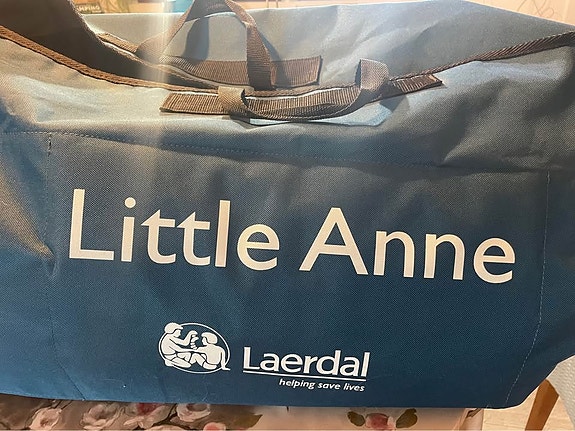 Little Anne
Laerdal
helping save lives